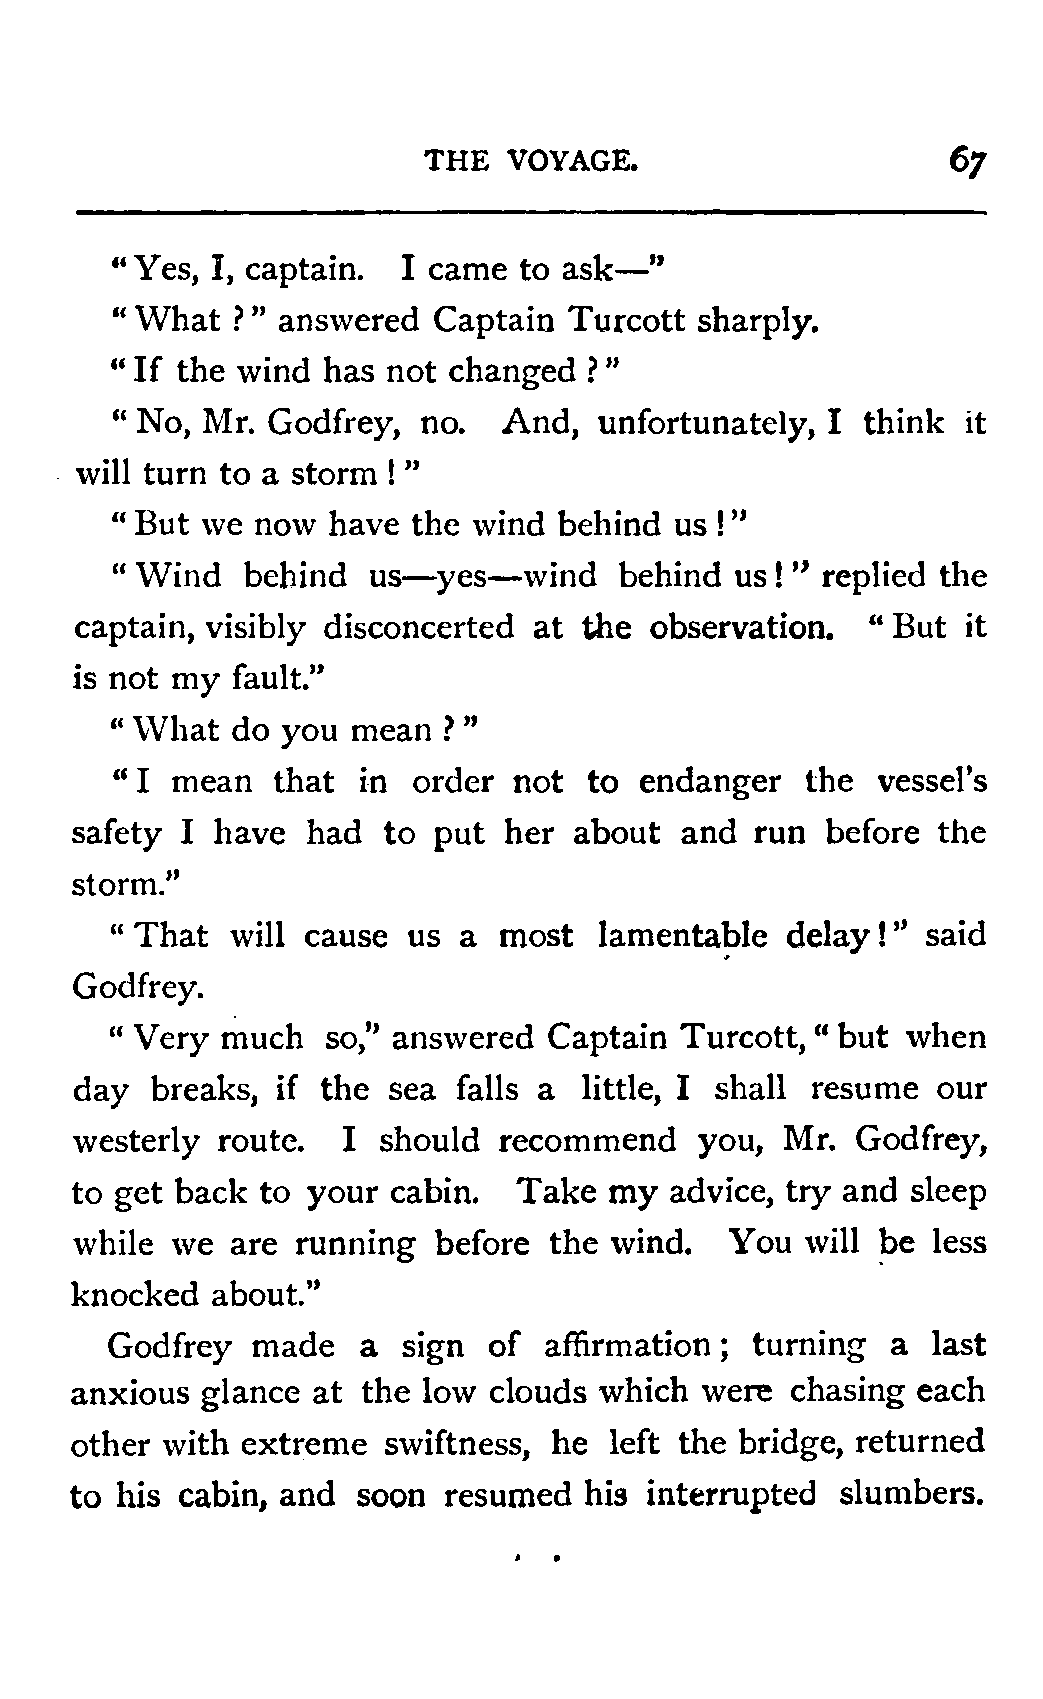 THE VOYAGE. 67
"Yes, I, captain. I came to ask—"
"What?" answered Captain Turcott sharply.
"If the wind has not changed?"
"No, Mr. Godfrey, no. And, unfortunately, I think it
will turn to a storm!"
"But we now have the wind behind us!"
"Wind behind us—yes—wind behind us!" replied the
captain, visibly disconcerted at the observation. "But it
is not my fault."
"What do you mean?"
"I mean that in order not to endanger the vessel's
safety I have had to put her about and run before the
storm."
"That will cause us a most lamentable delay!" said
Godfrey.
"Very much so," answered Captain Turcott, "but when
day breaks, if the sea falls a little, I shall resume our
westerly route. I should recommend you, Mr. Godfrey,
to get back to your cabin. Take my advice, try and sleep
while we are running before the wind. You will be less
knocked about."
Godfrey made a sign of affirmation; turning a last
anxious glance at the low clouds which were chasing each
other with extreme swiftness, he left the bridge, returned
to his cabin, and soon resumed his interrupted slumbers.